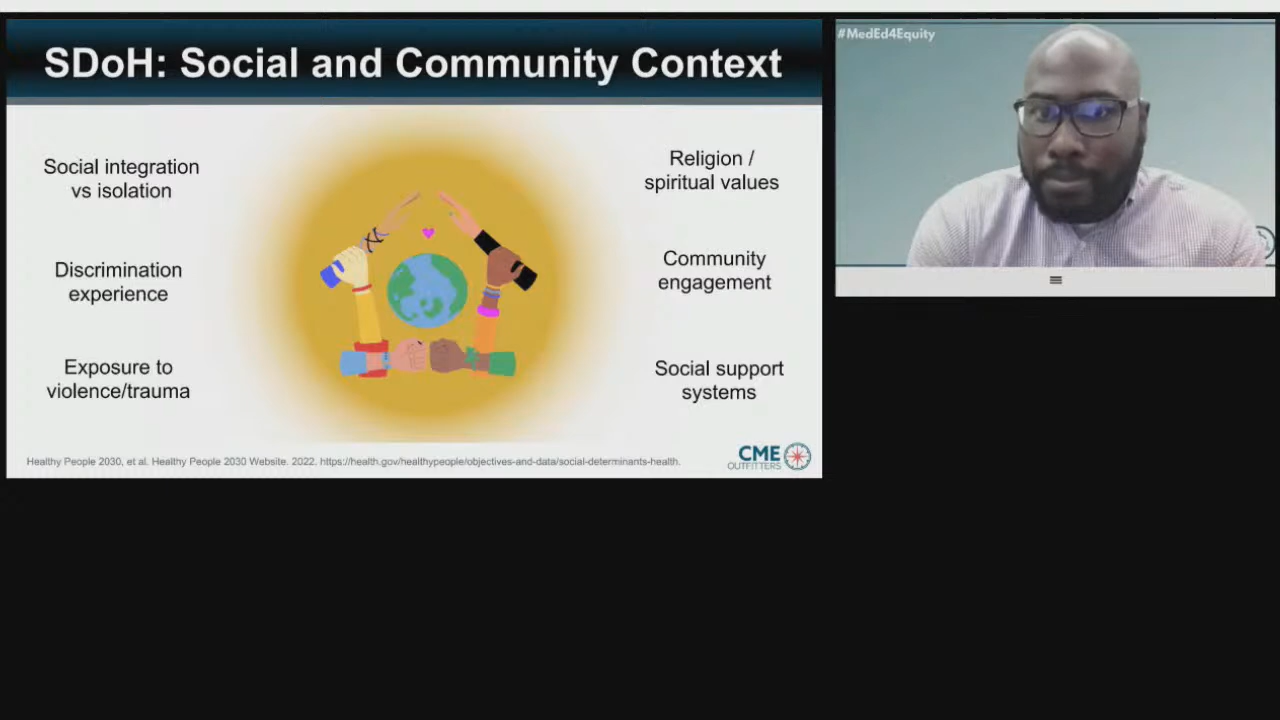 SDoH: Social and Community Context
Social integration
vs isolation
Discrimination
experience
Exposure to
violence/trauma
Religion /
spiritual values
Community
engagement
Social support
systems
Healthy People 2030, et al. Healthy People 2030 Website. 2022. https://health.gov/healthypeople/objectives-and-data/social-determinants-health.
CME
OUTFITTERS
#MedEd4Equity